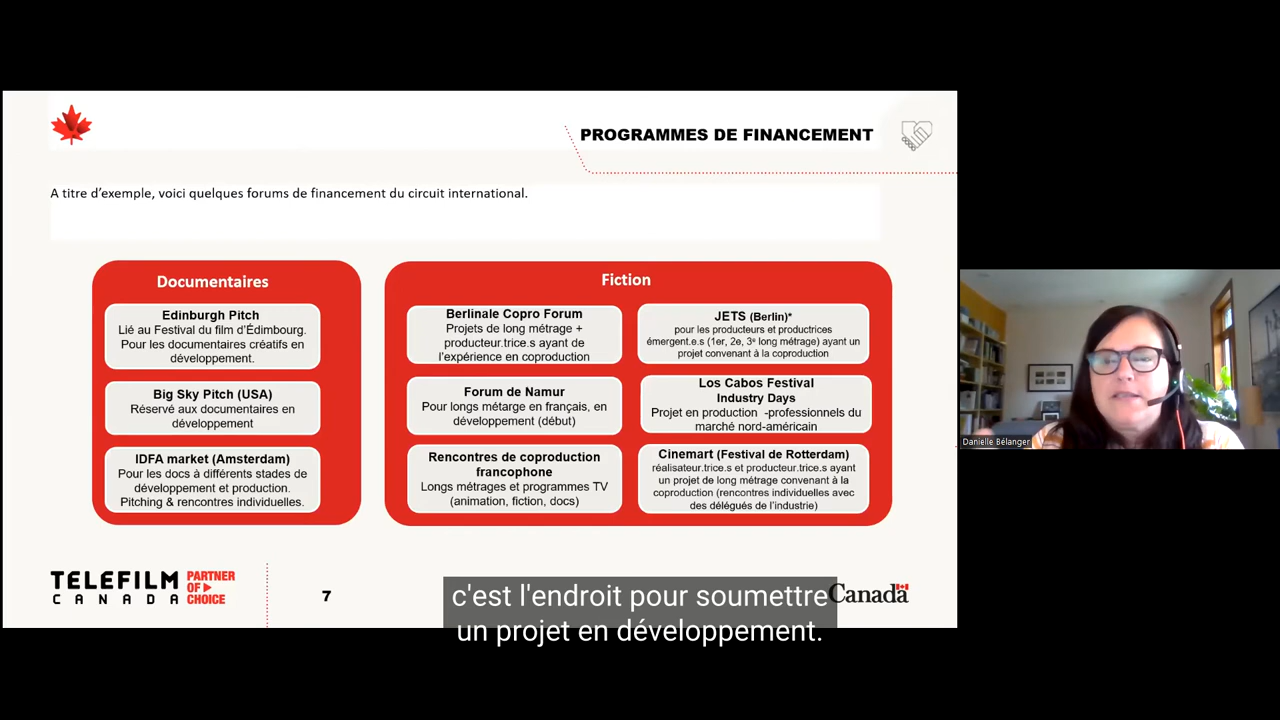 PROGRAMMES DE FINANCEMENT
A titre d'exemple, voici quelques forums de financement du circuit international.
Documentaires
Edinburgh Pitch
Lié au Festival du film d'Édimbourg.
Pour les documentaires créatifs en
développement.
Big Sky Pitch (USA)
Réservé aux documentaires en
développement
IDFA market (Amsterdam)
Pour les docs à différents stades de
développement et production.
Pitching & rencontres individuelles.
Fiction
Berlinale Copro Forum
Projets de long métrage +
producteur.trice.s ayant de
l'expérience en coproduction
Forum de Namur
Pour longs métarge en français, en
développement (début)
Rencontres de coproduction
francophone
Longs métrages et programmes TV
(animation, fiction, docs)
JETS (Berlin)*
pour les producteurs et productrices
émergent.e.s (1er, 2e, 3ᵉ long métrage) ayant un
projet convenant à la coproduction
Los Cabos Festival
Industry Days
Projet en production -professionnels du
marché nord-américain
Cinemart (Festival de Rotterdam)
réalisateur.trice.s et producteur.trice.s ayant
un projet de long métrage convenant à la
coproduction (rencontres individuelles avec
des délégués de l'industrie)
Danielle Bélanger
TELEFILM
CANADA
PARTNER
OF
CHOICE
7
Canada
c'est l'endroit pour soumettre
un projet en développement.